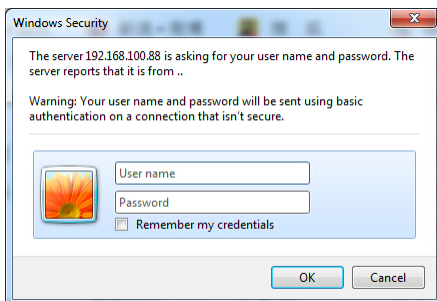 Windows Security
The server 192.168.100.88 is asking for your user name and password. The
server reports that it is from ..
Warning: Your user name and password will be sent using basic
authentication on a connection that isn't secure.
User name
Password
Remember my credentials
OK
Cancel